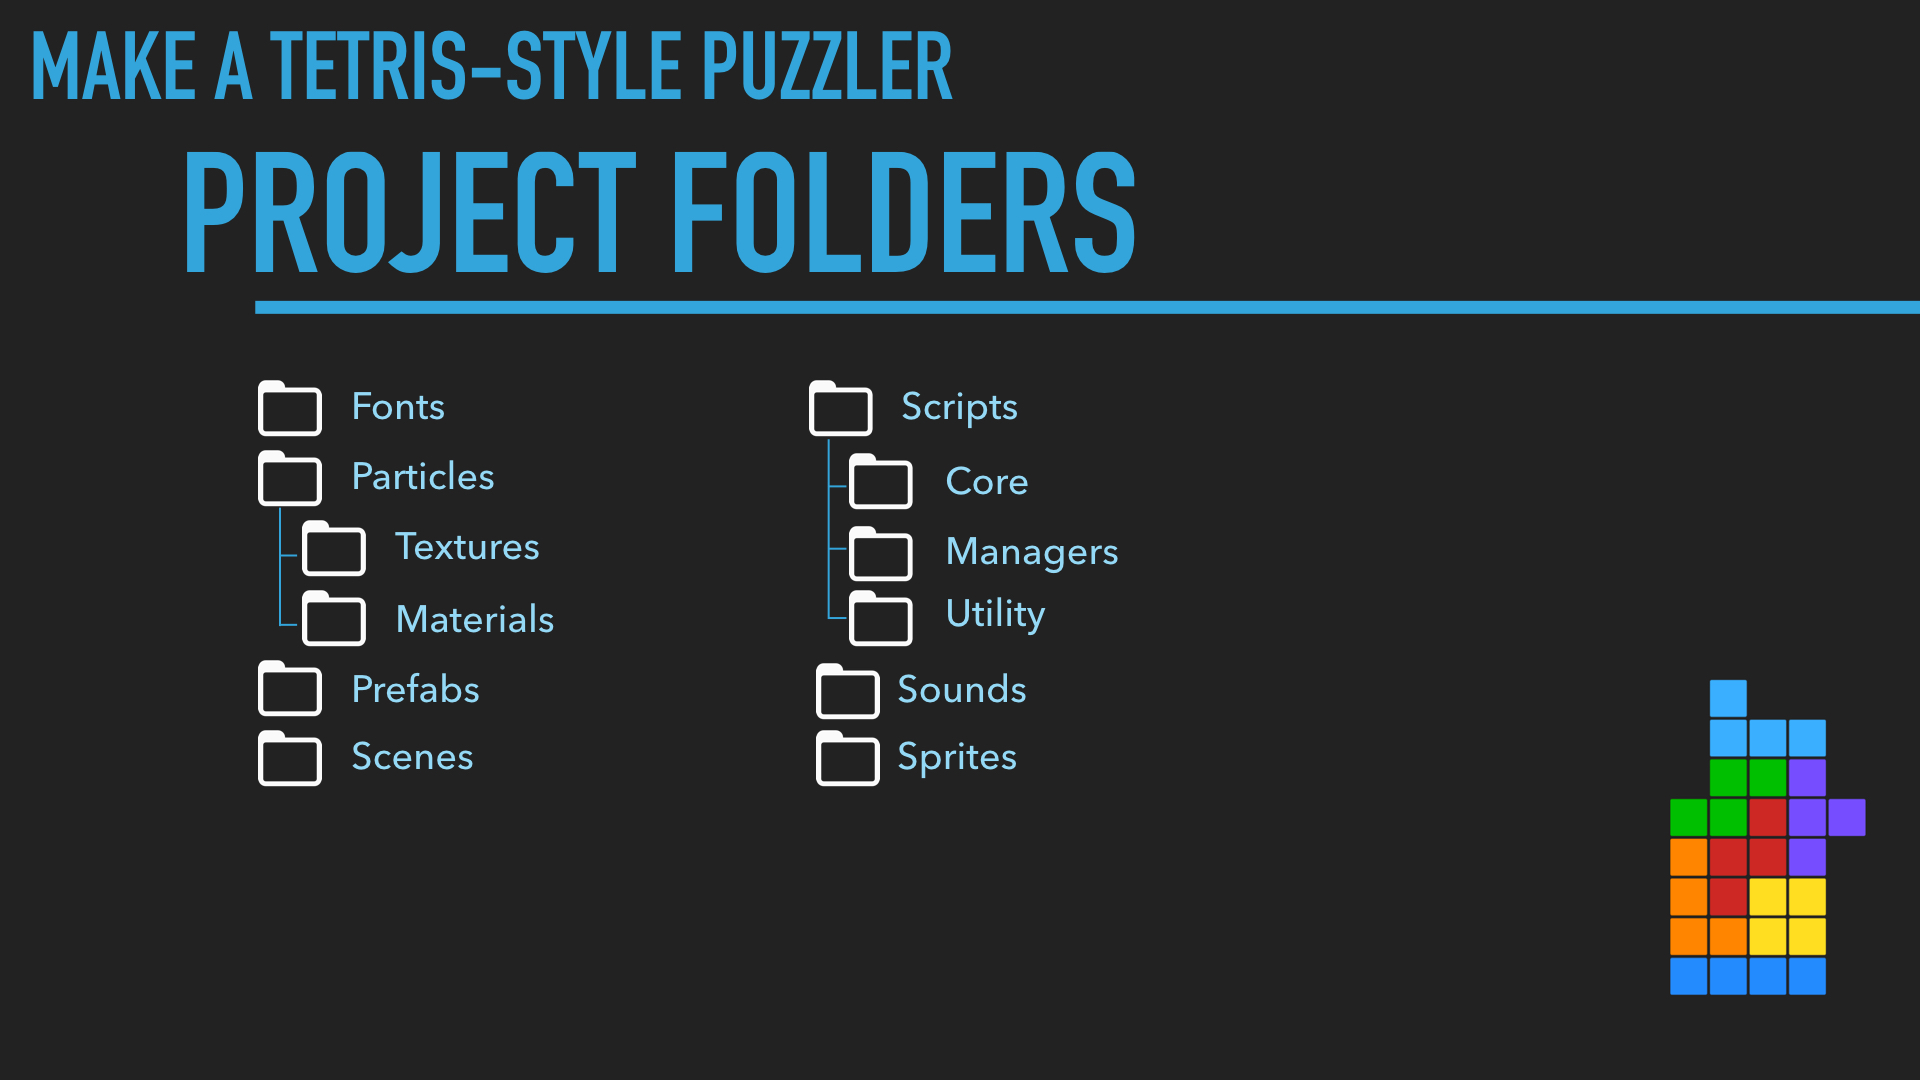 MAKE A TETRIS-STYLE PUZZLER
PROJECT FOLDERS
Fonts
Particles
Textures
Materials
Prefabs
Scenes
Scripts
Core
Managers
Utility
Sounds
Sprites